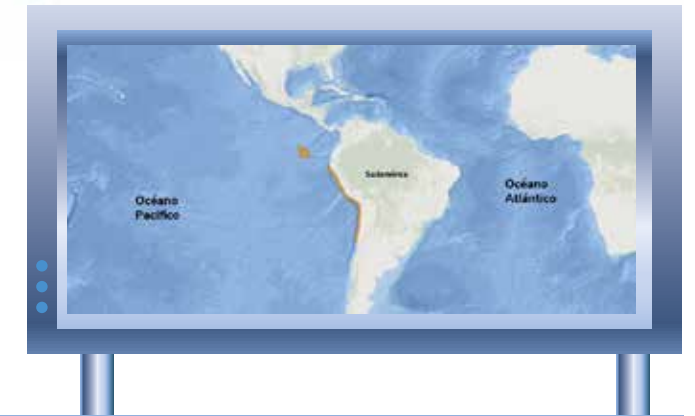 Océano
Pacífico
Sudamérica
Océano
Atlántico